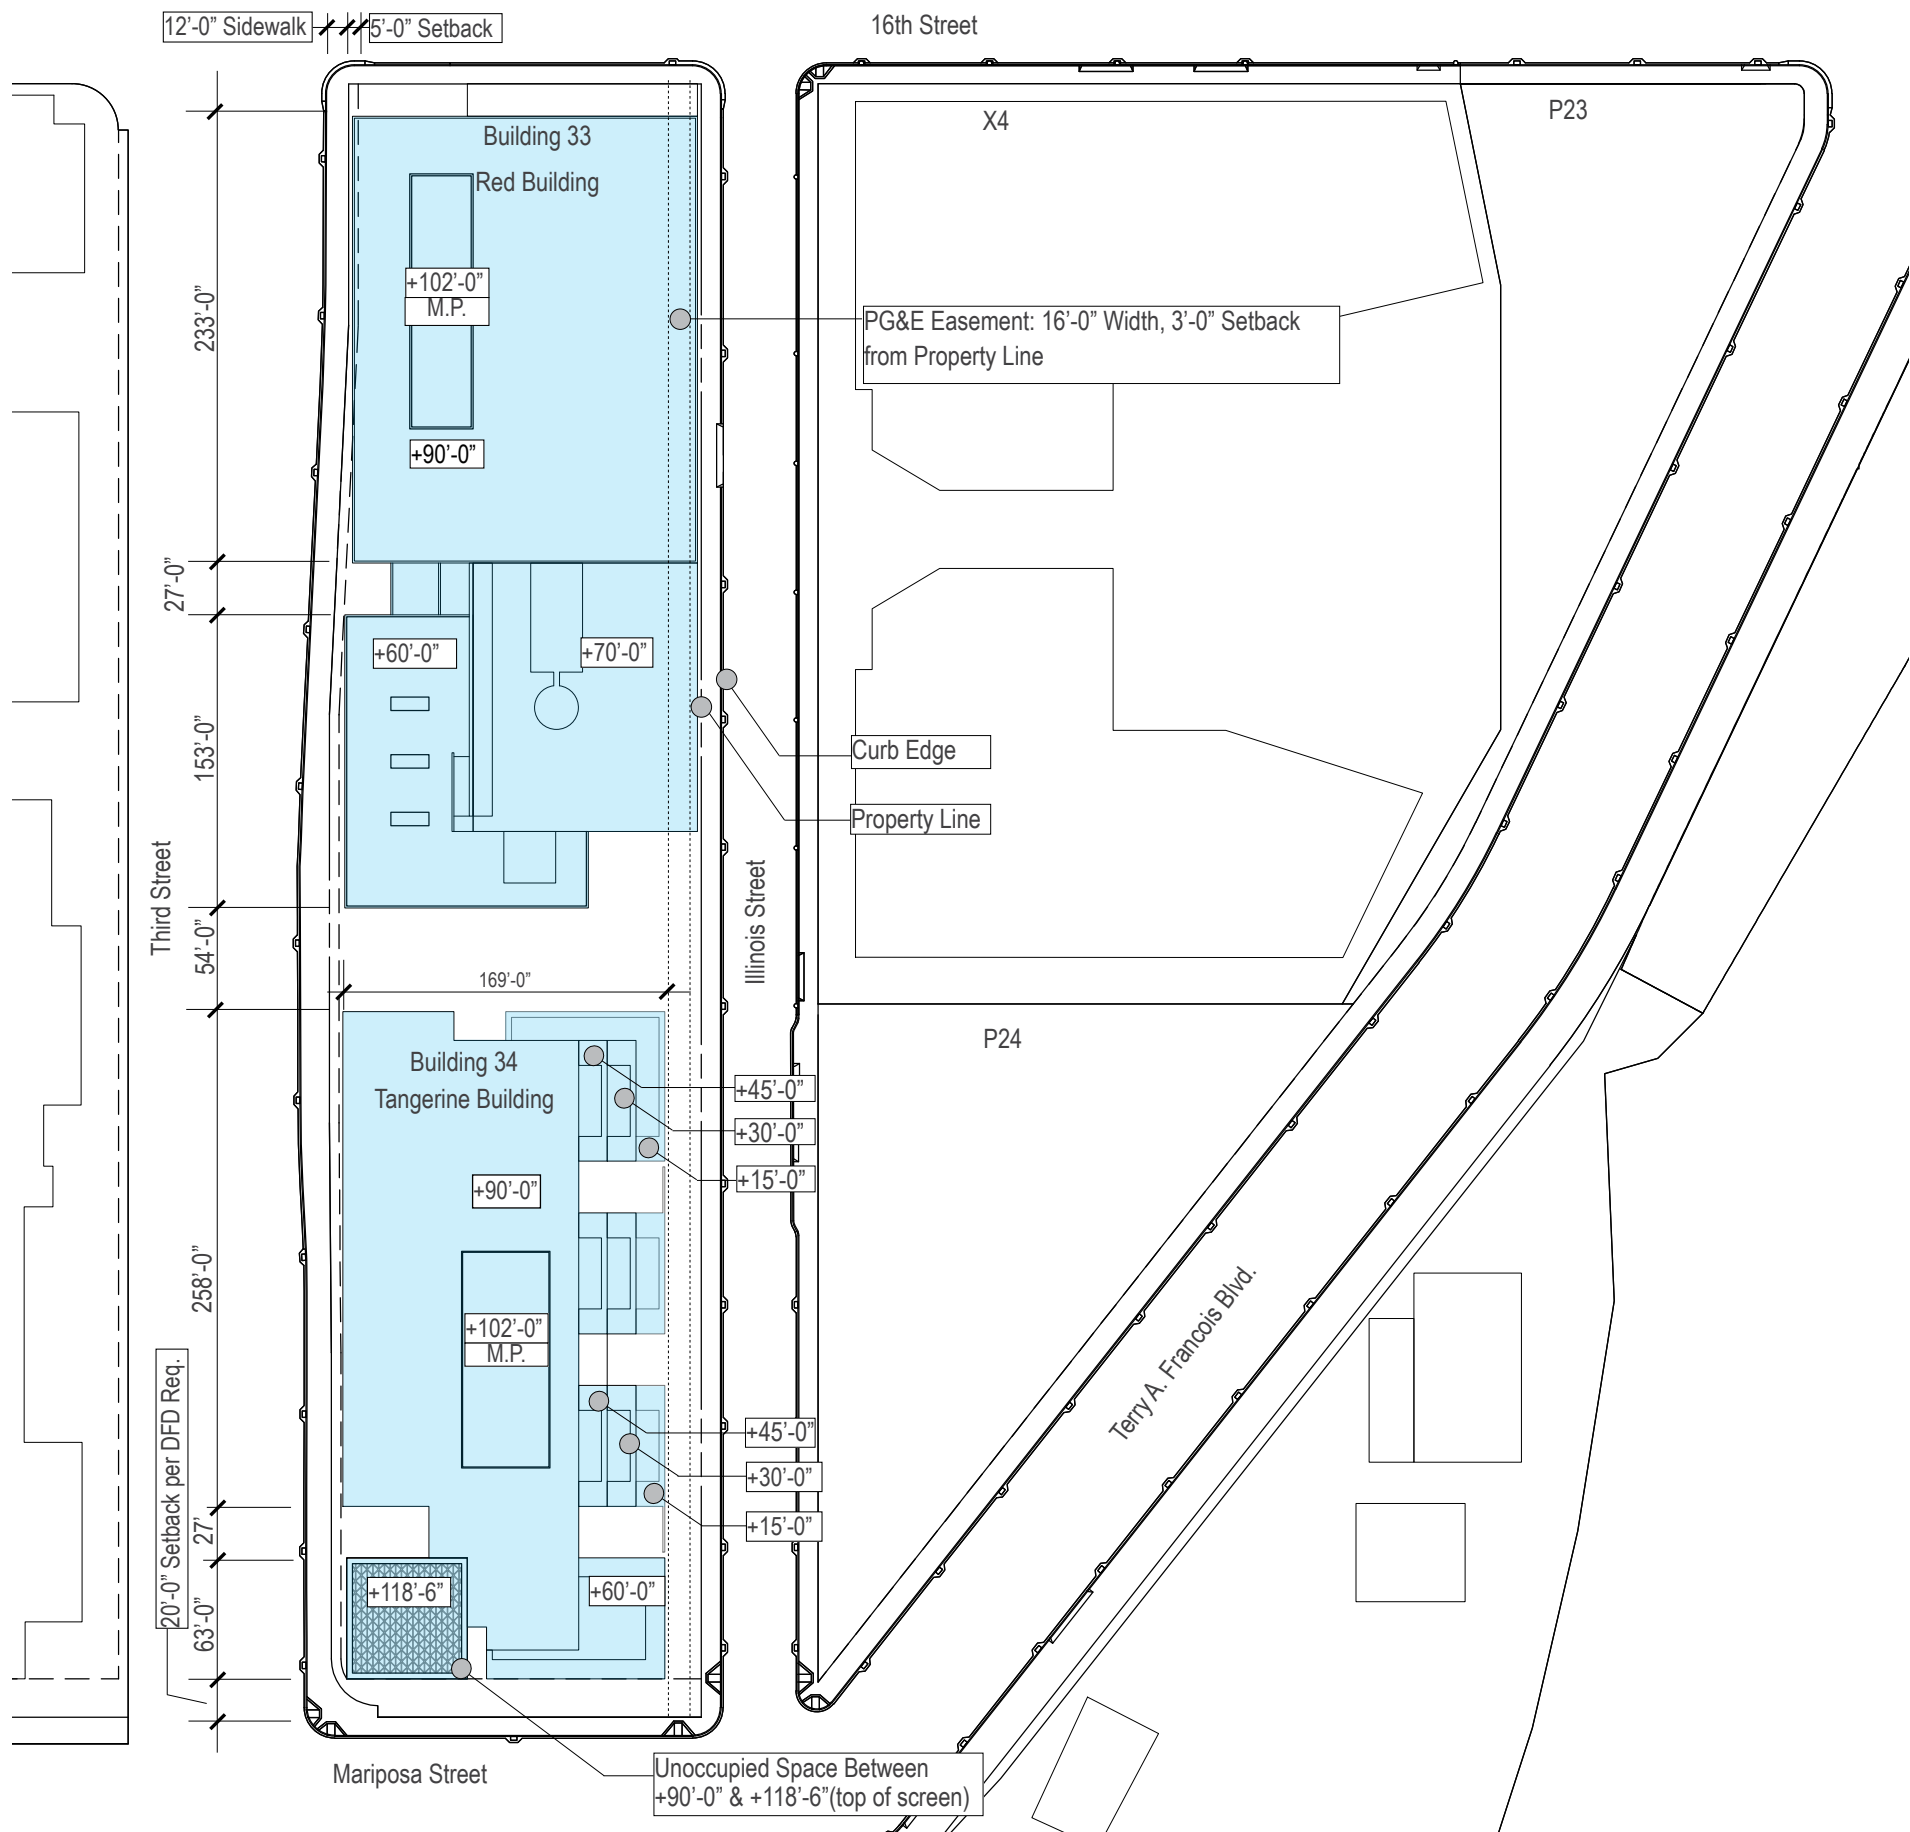 16th Street
12'-0” Sidewalk
5'-0” Setback
Building 33
Red Building
X4
P23
+102'-0”
M.P.
+90'-0”
233'-0”
PG&E Easement: 16'-0” Width, 3'-0” Setback
from Property Line
27'-0”
+60'-0”
+70'-0”
153'-0”
Curb Edge
Property Line
Third Street
Illinois Street
54'-0”
169'-0”
Building 34
Tangerine Building
P24
+45'-0”
+30'-0”
+15'-0”
+90'-0”
258'-0”
+102'-0”
M.P.
Terry A. Francois Blvd.
20'-0” Setback per DFD Req.
+45'-0”
+30'-0”
+15'-0”
27'
+118'-6”
+60'-0”
63'-0”
Mariposa Street
Unoccupied Space Between
+90'-0” & +118'-6”(top of screen)